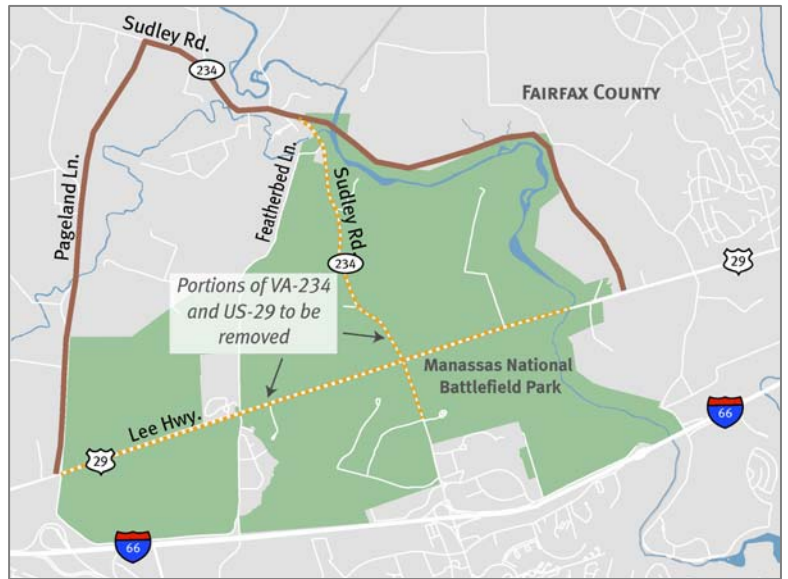 Sudley Rd.
234
FAIRFAX COUNTY
Pageland Ln.
Featherbed Ln.
Sudley Rd.
234
29
Portions of VA-234
and US-29 to be
removed
Manassas National
Battlefield Park
66
Lee Hwy.
29
66